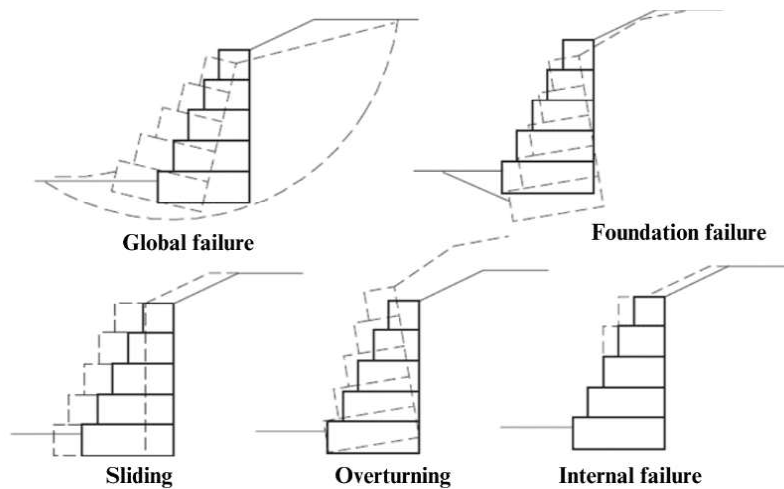 Global failure
Foundation failure
Sliding
Overturning
Internal failure